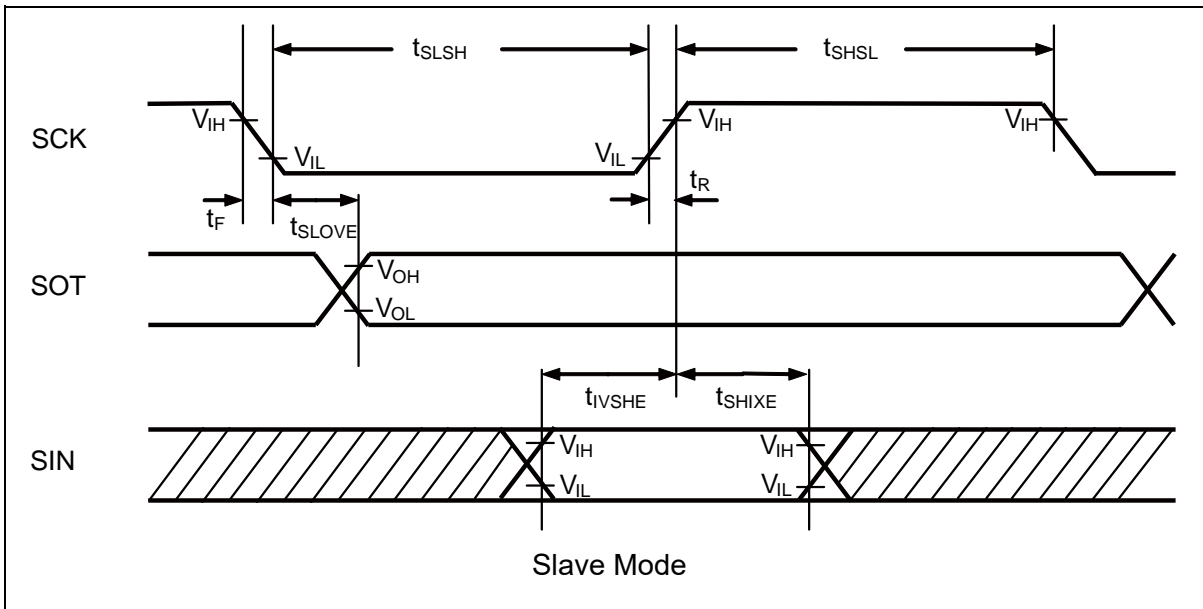 tSLSH
tSHSL
SCK
VIH
VIL
VIL
VIH
VIH
tF
tSLOVE
tR
SOT
VOH
VOL
tIVSHE
tSHIXE
SIN
VIH
VIL
VIH
VIL
Slave Mode